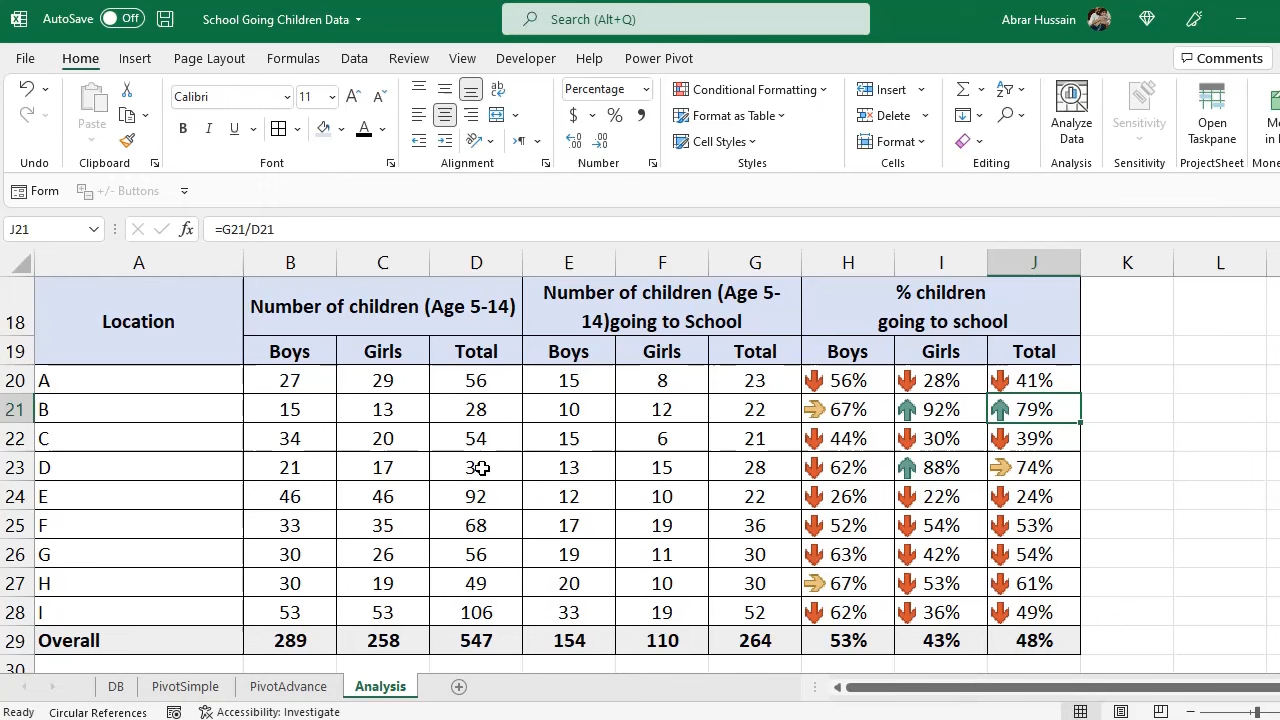 AutoSave Off School Going Children Data Search (Alt+Q) Abrar Hussain
File Home Insert Page Layout Formulas Data Review View Developer Help Power Pivot Comments
Calibri 11 Percentage Conditional Formatting Insert
Paste B I U $ % Format as Table Delete Analyze Data Sensitivity Open Taskpane
Cell Styles Format
Undo Clipboard Font Alignment Number Styles Cells Editing Analysis Sensitivity ProjectSheet
Form +/- Buttons
J21 fx =G21/D21
A B C D E F G H I J K L
18 Location Number of children (Age 5-14) Number of children (Age 5-14)going to School % children going to school
19 Boys Girls Total Boys Girls Total Boys Girls Total
20 A 27 29 56 15 8 23 56% 28% 41%
21 B 15 13 28 10 12 22 67% 92% 79%
22 C 34 20 54 15 6 21 44% 30% 39%
23 D 21 17 13 15 28 62% 88% 74%
24 E 46 46 92 12 10 22 26% 22% 24%
25 F 33 35 68 17 19 36 52% 54% 53%
26 G 30 26 56 19 11 30 63% 42% 54%
27 H 30 19 49 20 10 30 67% 53% 61%
28 I 53 53 106 33 19 52 62% 36% 49%
29 Overall 289 258 547 154 110 264 53% 43% 48%
30
DB PivotSimple PivotAdvance Analysis
Ready Circular References Accessibility: Investigate